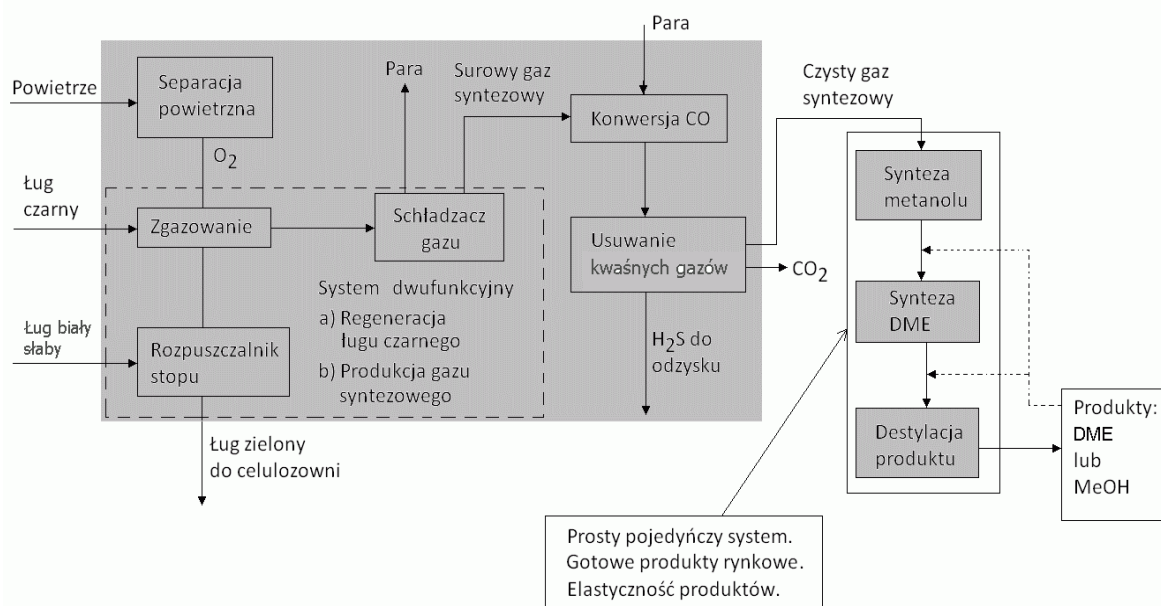 Para
Powietrze
Separacja
powietrzna
O2
Para
Surowy gaz
syntezowy
Konwersja CO
Czysty gaz
syntezowy
Ług
czarny
Zgazowanie
Schładzacz
gazu
Usuwanie
kwaśnych gazów
CO2
Synteza
metanolu
System dwufunkcyjny
a) Regeneracja
ługu czarnego
b) Produkcja gazu
syntezowego
Ług biały
słaby
Rozpuszczalnik
stopu
H2S do
odzysku
Synteza
DME
Ług zielony
do celulozowni
Destylacja
produktu
Produkty:
DME
lub
MeOH
Prosty pojedyńczy system.
Gotowe produkty rynkowe.
Elastyczność produktów.